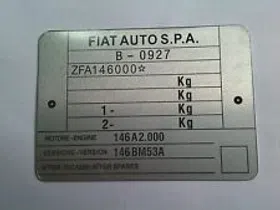 FIAT AUTO S.P.A.
B - 0927
ZFA146000☆
Kg
Kg
1- Kg
2- Kg
MOTORE-ENGINE 146A2.000
VERSIONE-VERSION 146BM53A